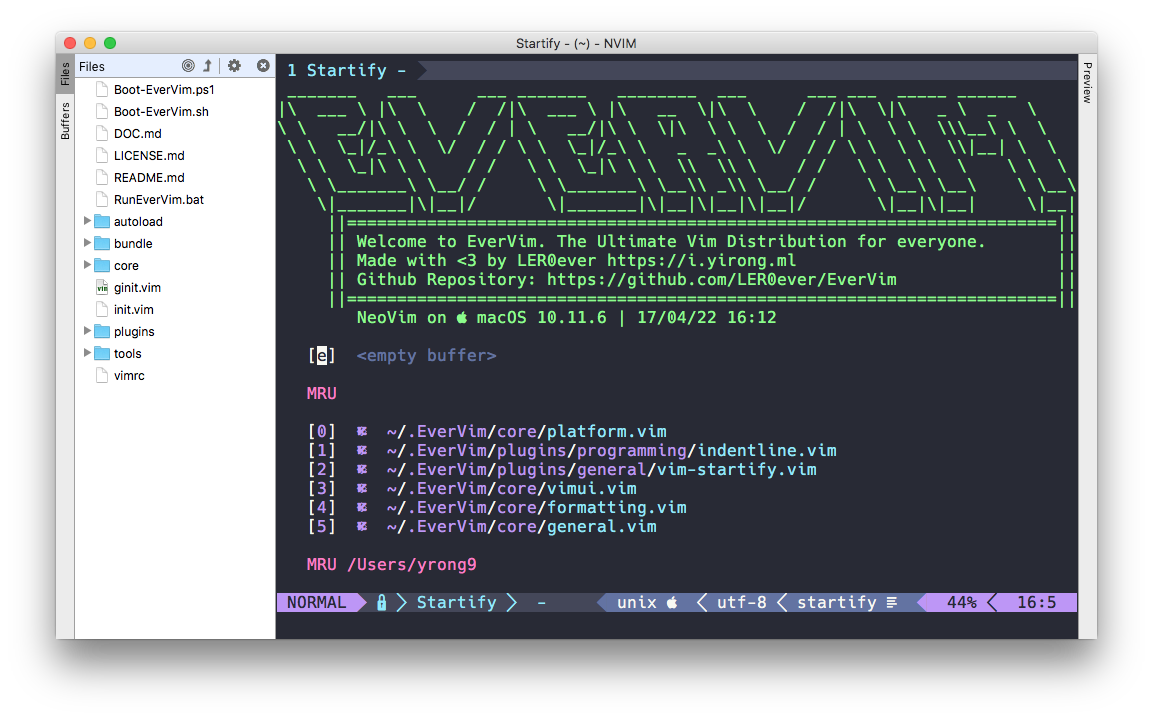 Startify - (~) - NVIM
Files
Buffers
Files
Boot-EverVim.ps1
Boot-EverVim.sh
DOC.md
LICENSE.md
README.md
RunEverVim.bat
autoload
bundle
core
ginit.vim
init.vim
plugins
tools
vimrc
Preview
1 Startify -
EVERVIM
Welcome to EverVim. The Ultimate Vim Distribution for everyone.
Made with <3 by LER0ever https://i.yirong.ml
Github Repository: https://github.com/LER0ever/EverVim
NeoVim on  macOS 10.11.6 | 17/04/22 16:12
[e] <empty buffer>
MRU
[0] ~/.EverVim/core/platform.vim
[1] ~/.EverVim/plugins/programming/indentline.vim
[2] ~/.EverVim/plugins/general/vim-startify.vim
[3] ~/.EverVim/core/vimui.vim
[4] ~/.EverVim/core/formatting.vim
[5] ~/.EverVim/core/general.vim
MRU /Users/yrong9
NORMAL Startify - unix utf-8 startify 44% 16:5